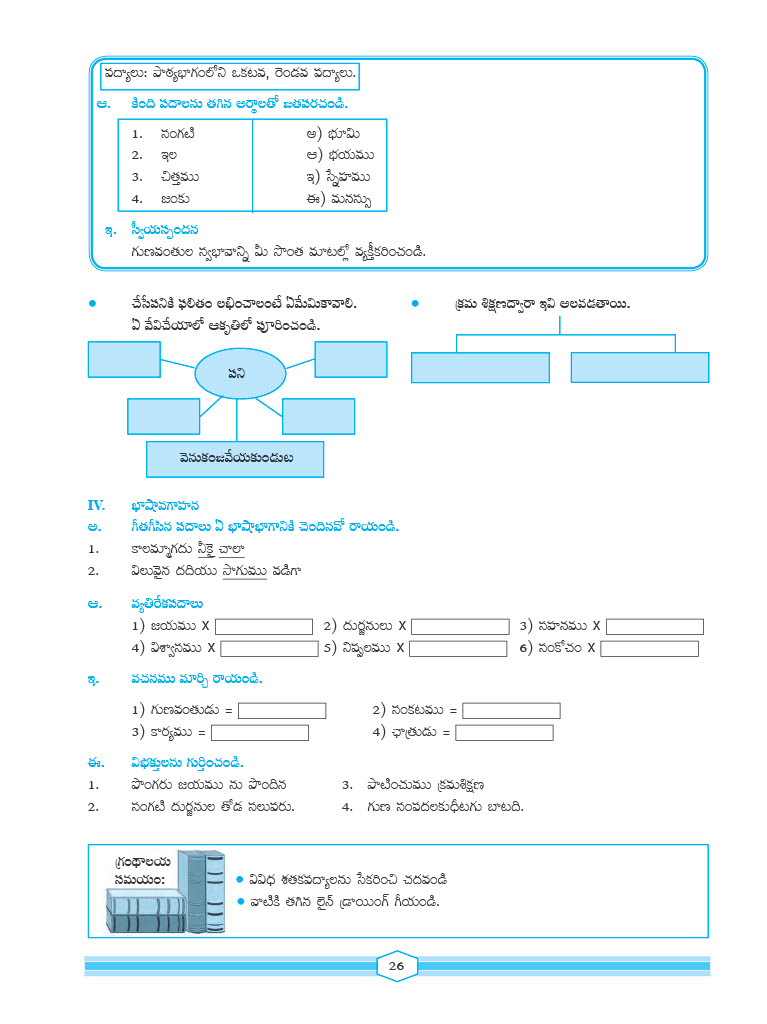 పద్యాలు: పాఠ్యభాగంలోని ఒకటవ, రెండవ పద్యాలు.
ఆ. కింది పదాలను తగిన అర్థాలతో జతపరచండి.
1. సంగటి అ) భూమి
2. ఇల ఆ) భయము
3. చిత్తము ఇ) స్నేహము
4. జంకు ఈ) మనస్సు
ఇ. స్వీయస్పందన
గుణవంతుల స్వభావాన్ని మీ సొంత మాటల్లో వ్యక్తీకరించండి.
• చేసేపనికి ఫలితం లభించాలంటే ఏమేమికావాలి.
ఏ వేవిచేయాలో ఆకృతిలో పూరించండి.
పని
వెనుకంజవేయకుండుట
• క్రమ శిక్షణద్వారా ఇవి అలవడతాయి.
IV. భాషావగాహన
అ. గీతగీసిన పదాలు ఏ భాషాభాగానికి చెందినవో రాయండి.
1. కాలమ్మాగదు నీకై చాలా
2. విలువైన దదియు సాగుము వడిగా
ఆ. వ్యతిరేకపదాలు
1) జయము X 2) దుర్జనులు X 3) సహనము X
4) విశ్వాసము X 5) నిష్ఫలము X 6) సంకోచం X
ఇ. వచనము మార్చి రాయండి.
1) గుణవంతుడు = 2) సంకటము =
3) కార్యము = 4) ఛాత్రుడు =
ఈ. విభక్తులను గుర్తించండి.
1. పొంగరు జయము ను పొందిన 3. పాటించుము క్రమశిక్షణ
2. సంగటి దుర్జనుల తోడ సలువరు. 4. గుణ సంపదలకుధీటగు బాటది.
గ్రంథాలయ
సమయం:
• వివిధ శతకపద్యాలను సేకరించి చదవండి
• వాటికి తగిన లైన్ డ్రాయింగ్ గీయండి.
26